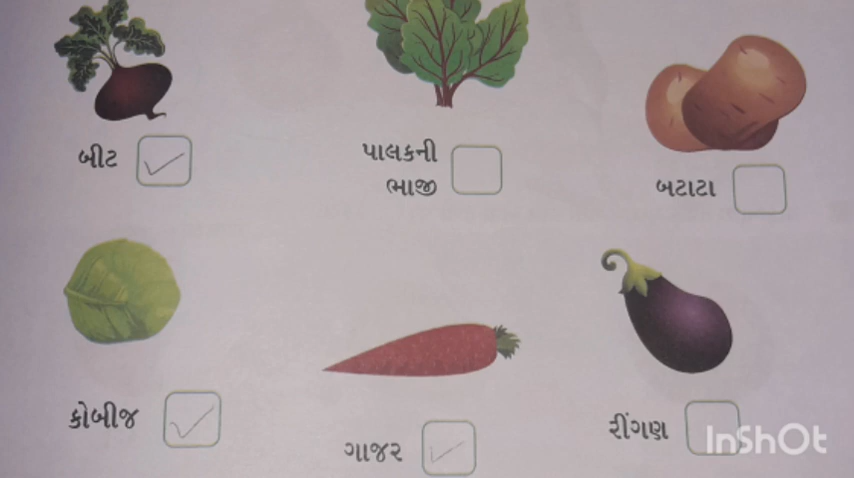 બીટ
પાલકની
ભાજી
બટાટા
કોબીજ
ગાજર
રીંગણ
InShOt